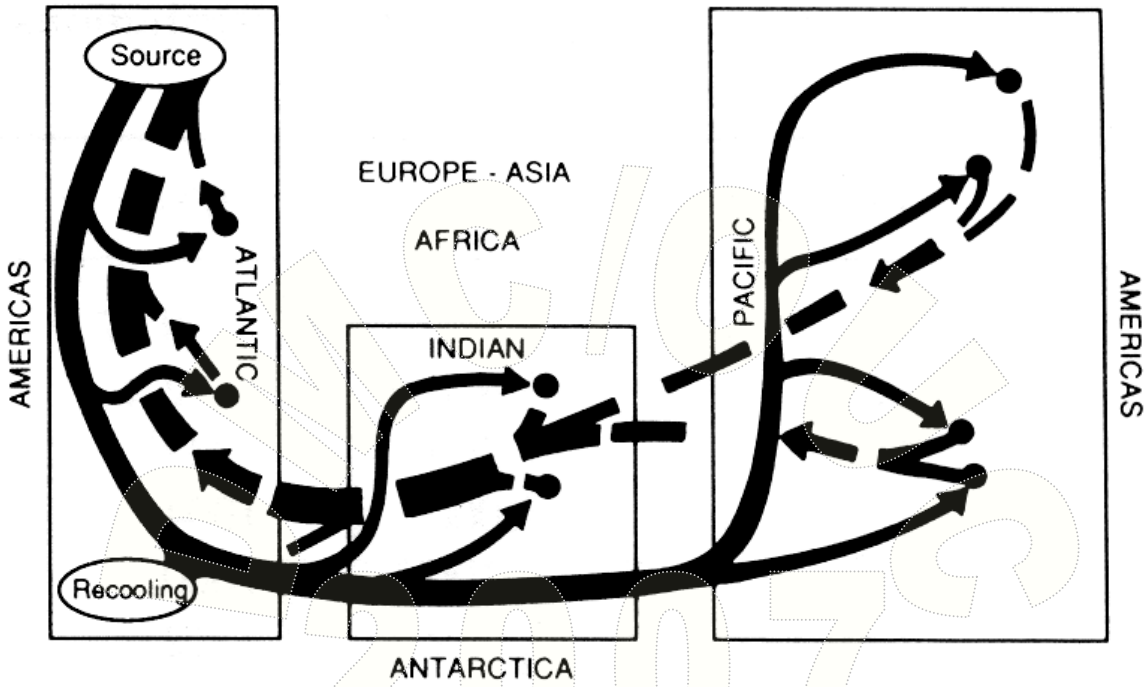 Source
EUROPE - ASIA
AFRICA
ATLANTIC
PACIFIC
AMERICAS
AMERICAS
INDIAN
Recooling
ANTARCTICA